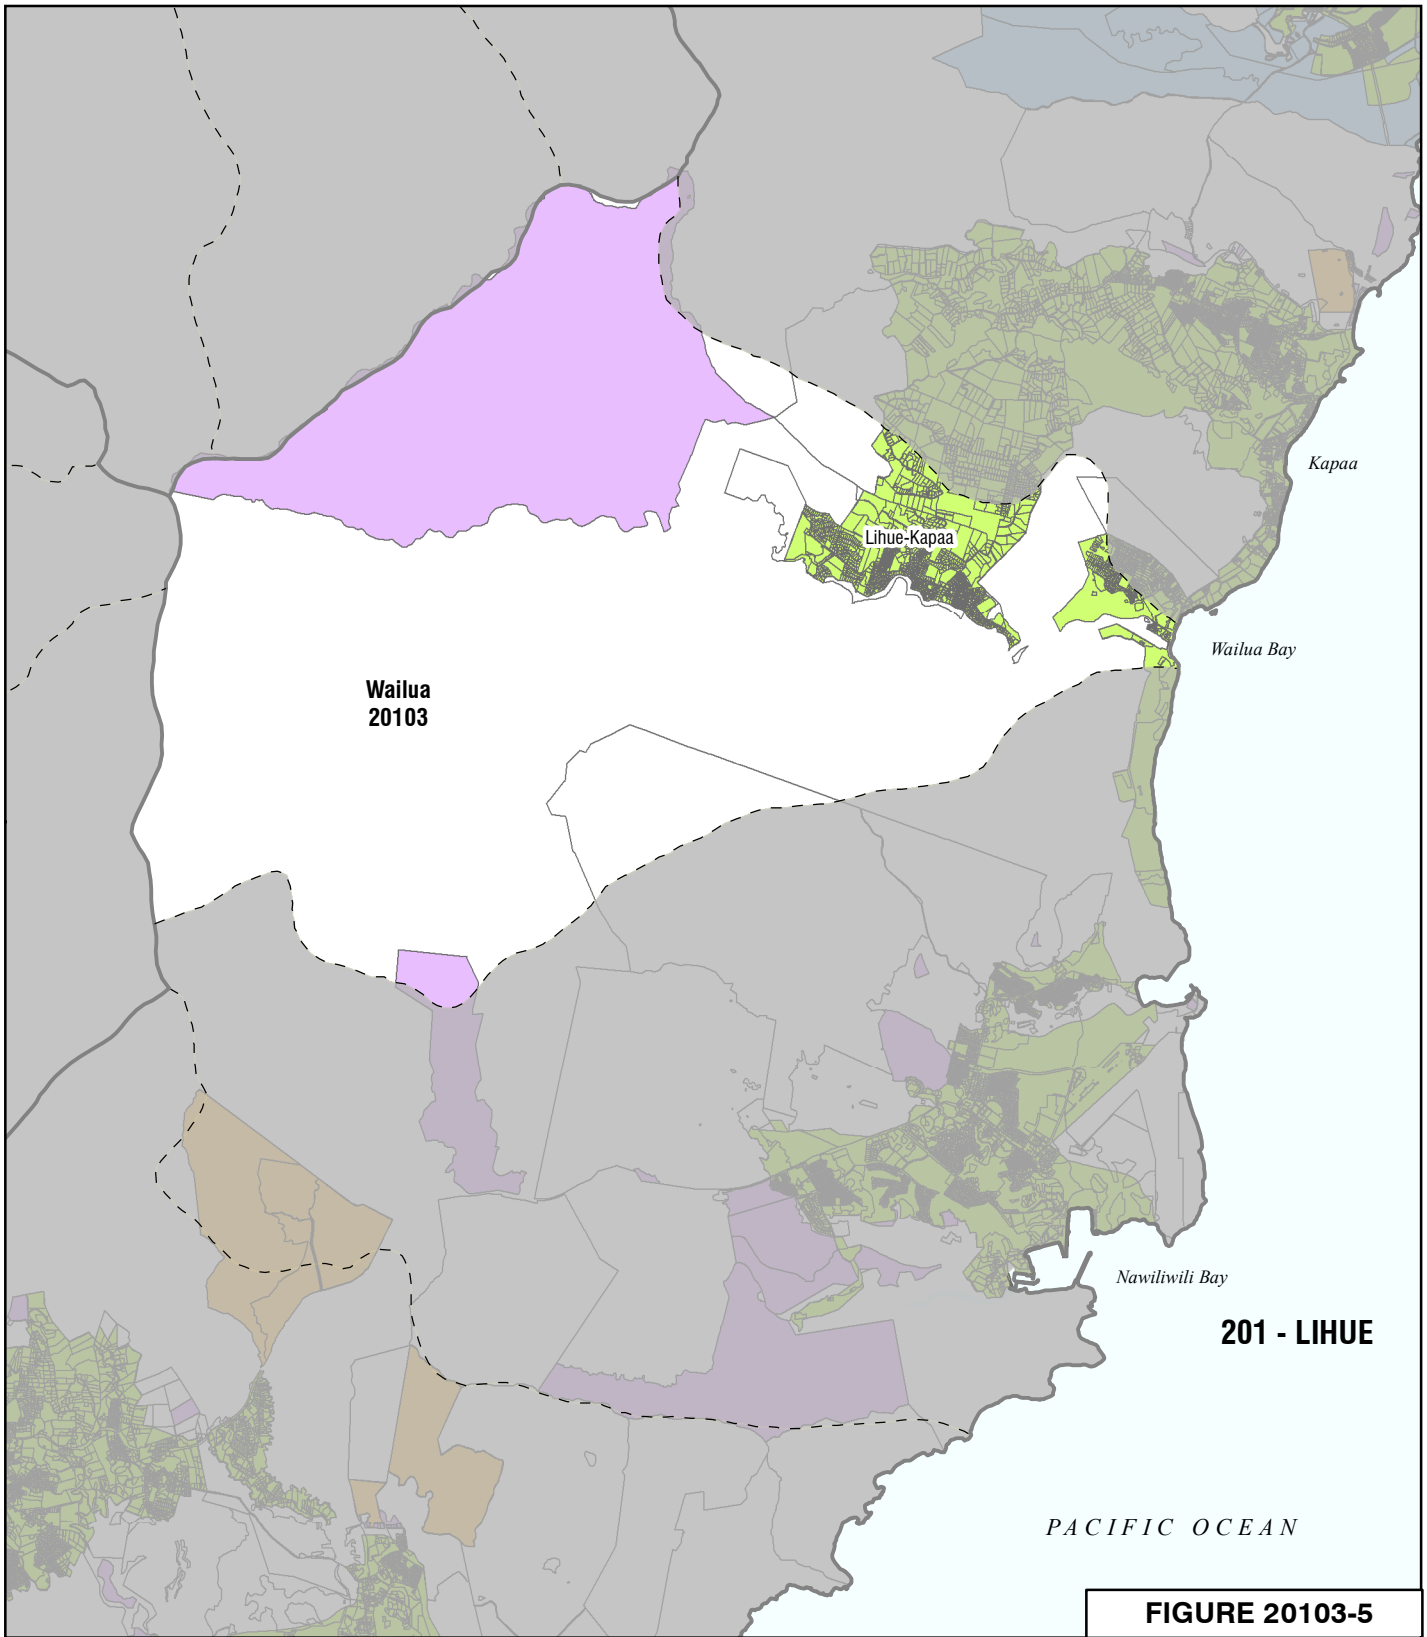 Kapaa
Lihue-Kapaa
Wailua Bay
Wailua
20103
Nawiliwili Bay
201 - LIHUE
PACIFIC OCEAN
FIGURE 20103-5